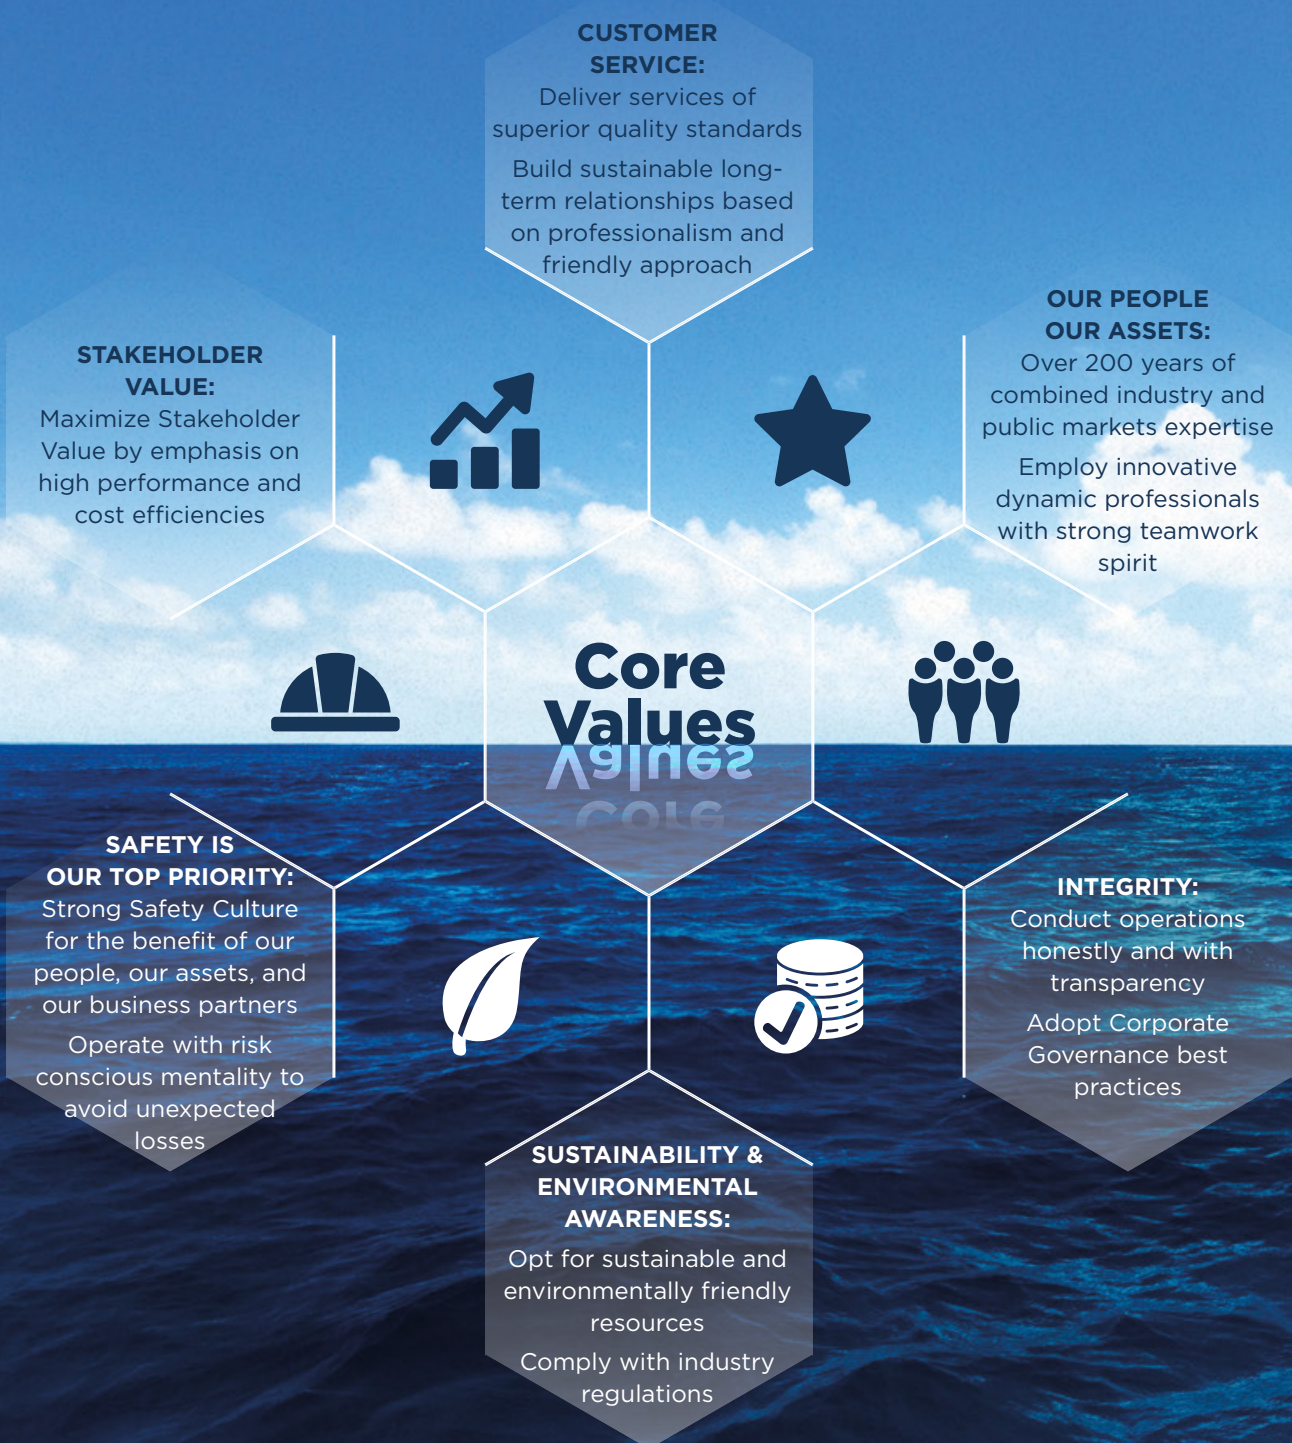 CUSTOMER
SERVICE:
Deliver services of
superior quality standards
Build sustainable long-
term relationships based
on professionalism and
friendly approach
OUR PEOPLE
OUR ASSETS:
Over 200 years of
combined industry and
public markets expertise
Employ innovative
dynamic professionals
with strong teamwork
spirit
STAKEHOLDER
VALUE:
Maximize Stakeholder
Value by emphasis on
high performance and
cost efficiencies
Core
Values
Values
Core
SAFETY IS
OUR TOP PRIORITY:
Strong Safety Culture
for the benefit of our
people, our assets, and
our business partners
Operate with risk
conscious mentality to
avoid unexpected
losses
INTEGRITY:
Conduct operations
honestly and with
transparency
Adopt Corporate
Governance best
practices
SUSTAINABILITY &
ENVIRONMENTAL
AWARENESS:
Opt for sustainable and
environmentally friendly
resources
Comply with industry
regulations